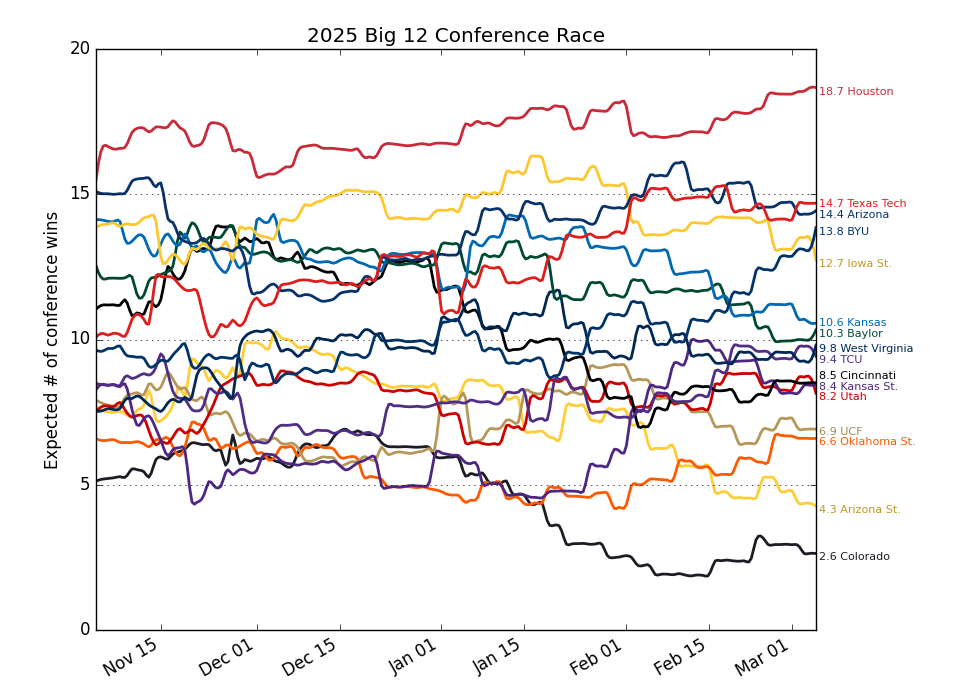 2025 Big 12 Conference Race
Expected # of conference wins
20
15
10
5
0
18.7 Houston
14.7 Texas Tech
14.4 Arizona
13.8 BYU
12.7 Iowa St.
10.6 Kansas
10.3 Baylor
9.8 West Virginia
9.4 TCU
8.5 Cincinnati
8.4 Kansas St.
8.2 Utah
6.9 UCF
6.6 Oklahoma St.
4.3 Arizona St.
2.6 Colorado
Nov 15
Dec 01
Dec 15
Jan 01
Jan 15
Feb 01
Feb 15
Mar 01